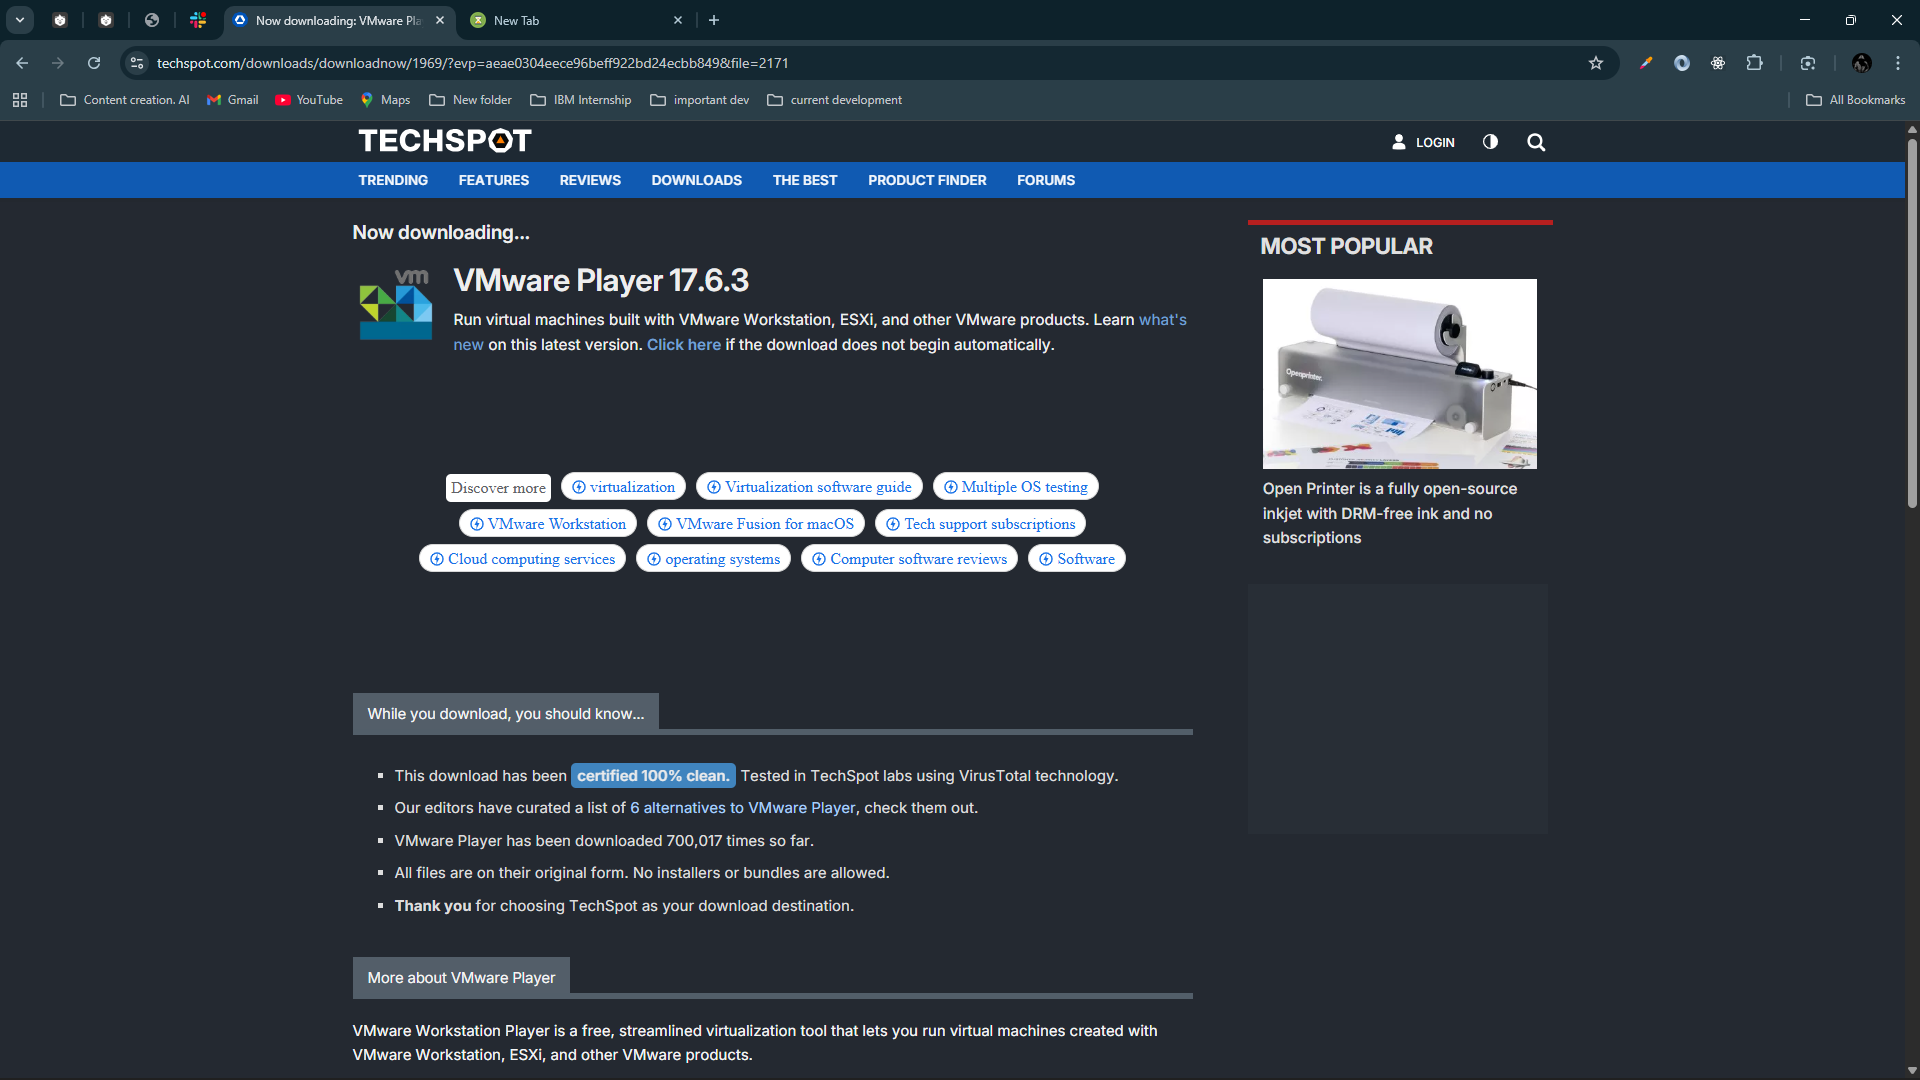 Now downloading: VMware Pla
New Tab
techspot.com/downloads/downloadnow/1969/?evp=aeae0304eece96beff922bd24ecbb849&file=2171
Content creation. AI
Gmail
YouTube
Maps
New folder
IBM Internship
important dev
current development
All Bookmarks
TECHSPOT
LOGIN
TRENDING
FEATURES
REVIEWS
DOWNLOADS
THE BEST
PRODUCT FINDER
FORUMS
Now downloading...
vm
VMware Player 17.6.3
Run virtual machines built with VMware Workstation, ESXi, and other VMware products. Learn what's
new on this latest version. Click here if the download does not begin automatically.
Discover more
virtualization
Virtualization software guide
Multiple OS testing
VMware Workstation
VMware Fusion for macOS
Tech support subscriptions
Cloud computing services
operating systems
Computer software reviews
Software
While you download, you should know...
This download has been certified 100% clean. Tested in TechSpot labs using VirusTotal technology.
Our editors have curated a list of 6 alternatives to VMware Player, check them out.
VMware Player has been downloaded 700,017 times so far.
All files are on their original form. No installers or bundles are allowed.
Thank you for choosing TechSpot as your download destination.
More about VMware Player
VMware Workstation Player is a free, streamlined virtualization tool that lets you run virtual machines created with
VMware Workstation, ESXi, and other VMware products.
MOST POPULAR
Openprinter.
Open Printer is a fully open-source
inkjet with DRM-free ink and no
subscriptions